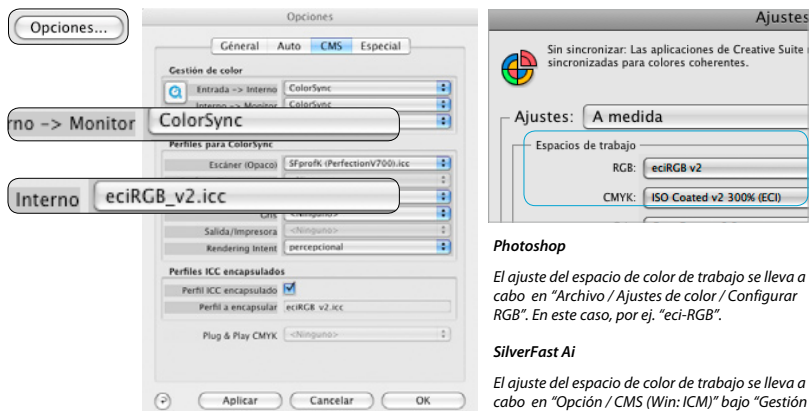 Opciones...
Opciones
Géneral Auto CMS Especial
Gestión de color
Entrada -> Interno ColorSync
Interno -> Monitor ColorSync
rno -> Monitor ColorSync
Perfiles para ColorSync
Escáner (Opaco) SFprofK (PerfectionV700).icc
Interno eciRGB_v2.icc
Gris <Ninguno>
Salida/Impresora <Ninguno>
Rendering Intent percepcional
Perfiles ICC encapsulados
Perfil ICC encapsulado
Perfil a encapsular eciRGB_v2.icc
Plug & Play CMYK <Ninguno>
Aplicar Cancelar OK
Ajustes
Sin sincronizar: Las aplicaciones de Creative Suite
sincronizadas para colores coherentes.
Ajustes: A medida
Espacios de trabajo
RGB: eciRGB v2
CMYK: ISO Coated v2 300% (ECI)
Photoshop
El ajuste del espacio de color de trabajo se lleva a
cabo en “Archivo / Ajustes de color / Configurar
RGB”. En este caso, por ej. “eci-RGB”.
SilverFast Ai
El ajuste del espacio de color de trabajo se lleva a
cabo en “Opción / CMS (Win: ICM)” bajo “Gestión